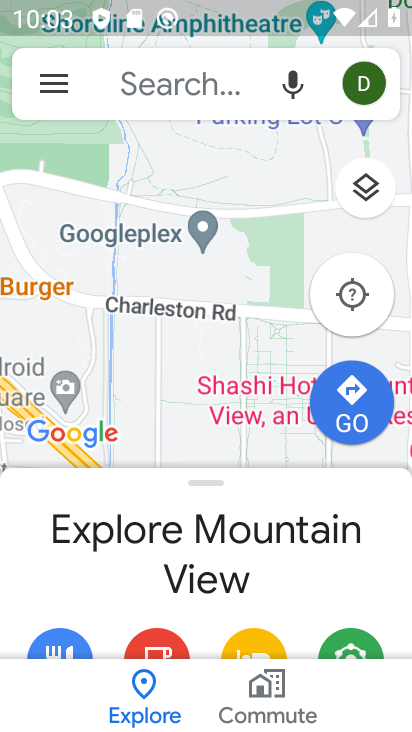 10:03
Shoreline Amphitheatre
Search...
D
Parking Lot
Googleplex
Burger
Charleston Rd
GO
Shashi Hot
View, an
Google
Explore Mountain
View
Explore
Commute